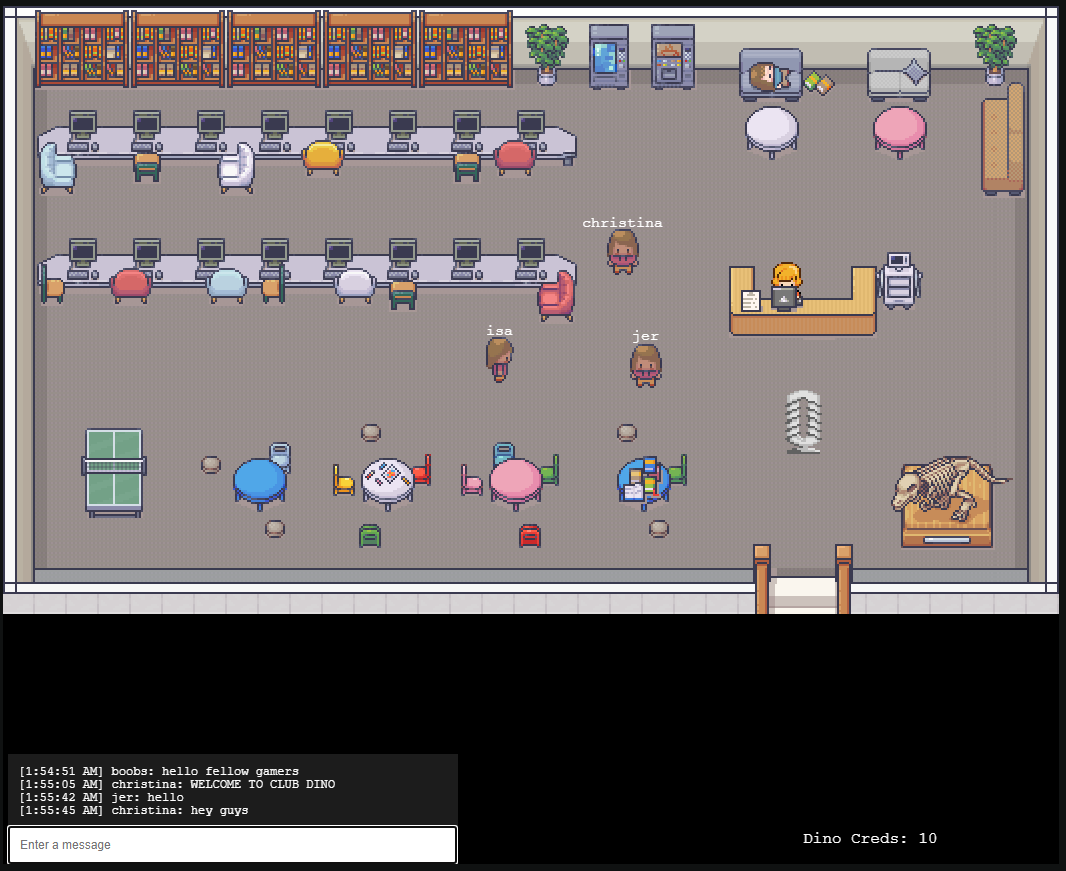 christina
isa
jer
[1:54:51 AM] boobs: hello fellow gamers
[1:55:05 AM] christina: WELCOME TO CLUB DINO
[1:55:42 AM] jer: hello
[1:55:45 AM] christina: hey guys
Enter a message
Dino Creds: 10